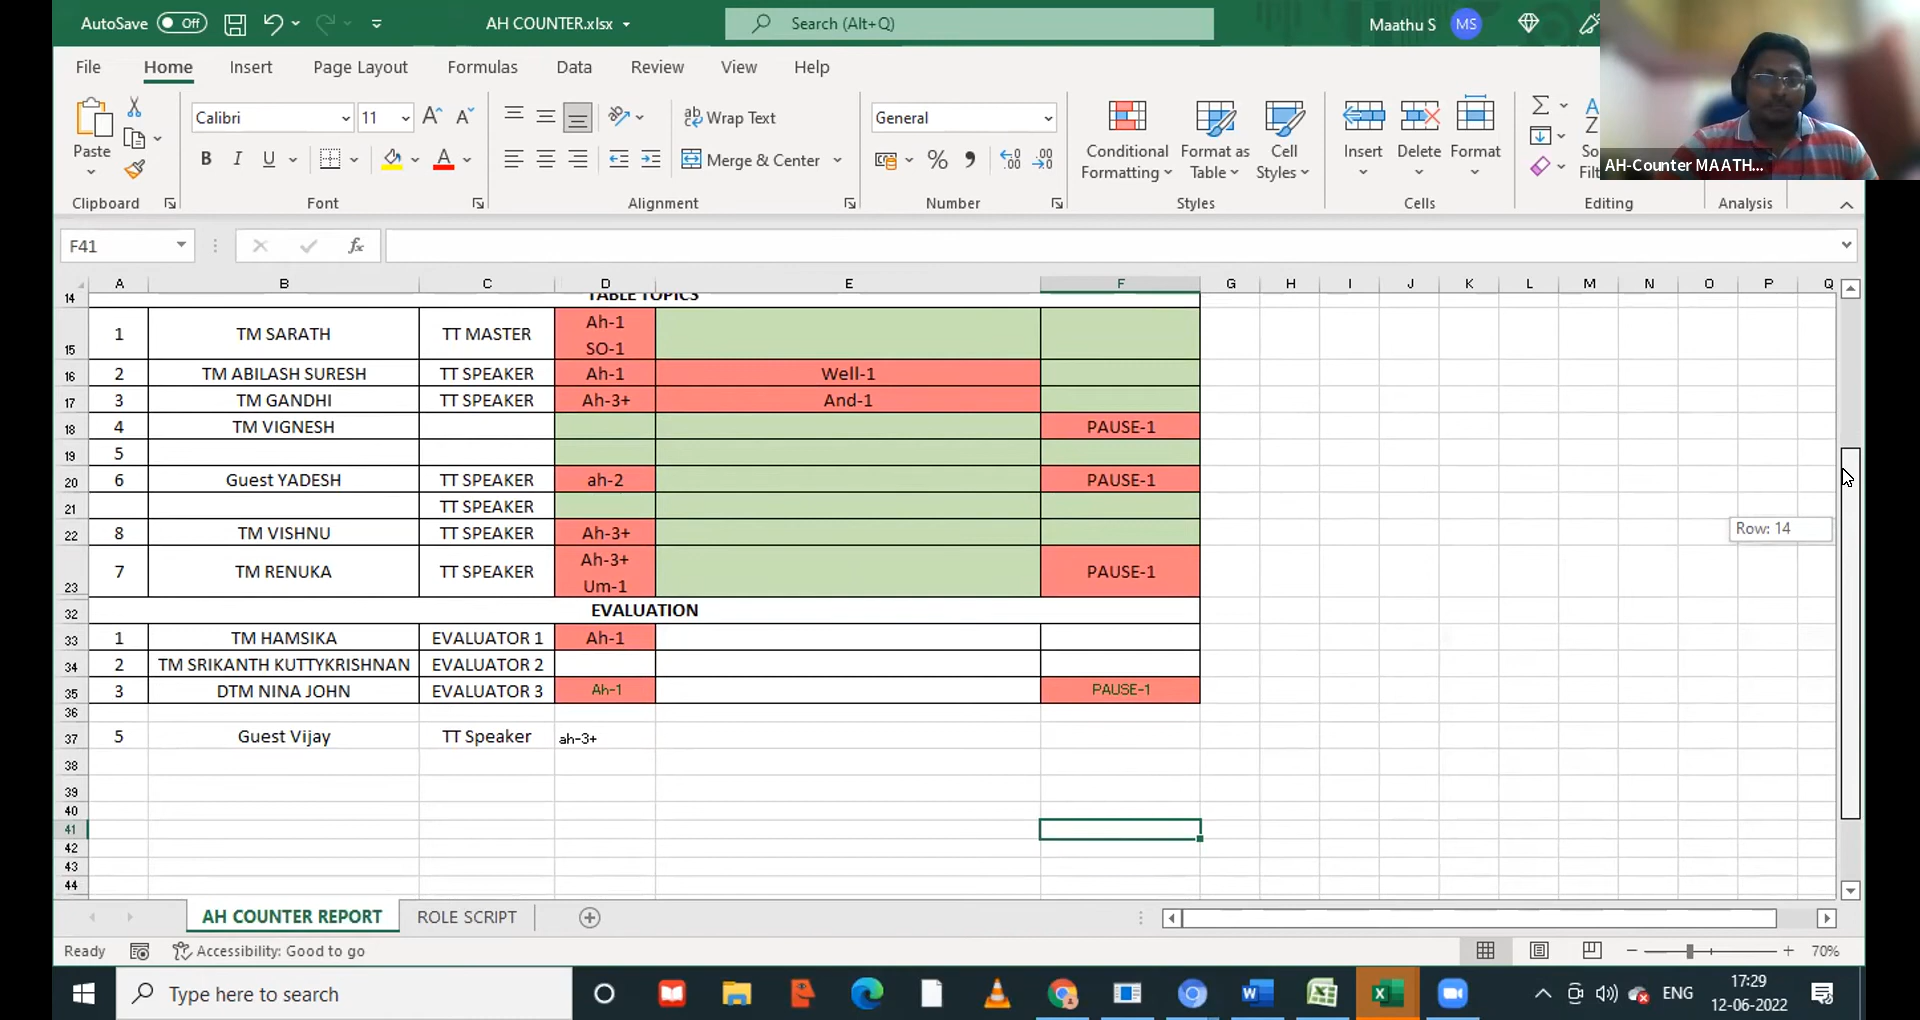 AutoSave Off AH COUNTER.xlsx Search (Alt+Q) Maathu S MS
File Home Insert Page Layout Formulas Data Review View Help
Calibri 11 Wrap Text General
Paste Merge & Center Conditional Formatting Format as Table Cell Styles Insert Delete Format
AH-Counter MAATH...
Clipboard Font Alignment Number Styles Cells Editing Analysis
F41 fx
A B C D E F G H I J K L M N O P Q
14 TABLE TOPICS
15 1 TM SARATH TT MASTER Ah-1 SO-1
16 2 TM ABILASH SURESH TT SPEAKER Ah-1 Well-1
17 3 TM GANDHI TT SPEAKER Ah-3+ And-1
18 4 TM VIGNESH PAUSE-1
19 5
20 6 Guest YADESH TT SPEAKER ah-2 PAUSE-1
21 TT SPEAKER
Row: 14
22 8 TM VISHNU TT SPEAKER Ah-3+
23 7 TM RENUKA TT SPEAKER Ah-3+ Um-1 PAUSE-1
32 EVALUATION
33 1 TM HAMSIKA EVALUATOR 1 Ah-1
34 2 TM SRIKANTH KUTTYKRISHNAN EVALUATOR 2
35 3 DTM NINA JOHN EVALUATOR 3 Ah-1 PAUSE-1
36
37 5 Guest Vijay TT Speaker ah-3+
38
39
40
41
42
43
44
AH COUNTER REPORT ROLE SCRIPT
Ready Accessibility: Good to go 70%
Type here to search ENG 17:29
12-06-2022